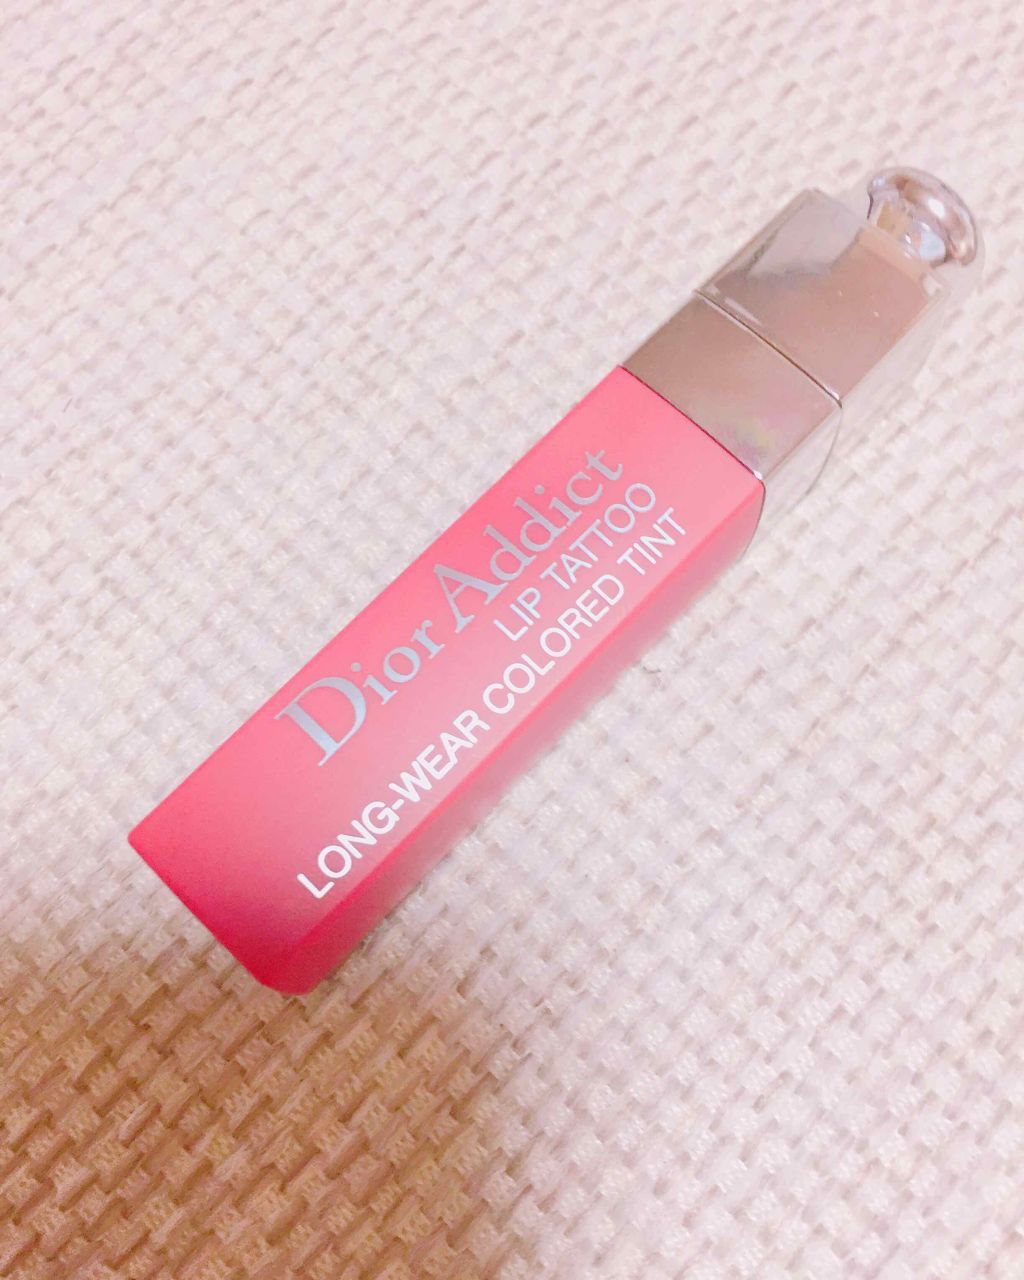 Dior Addict
LIP TATTOO
LONG-WEAR COLORED TINT